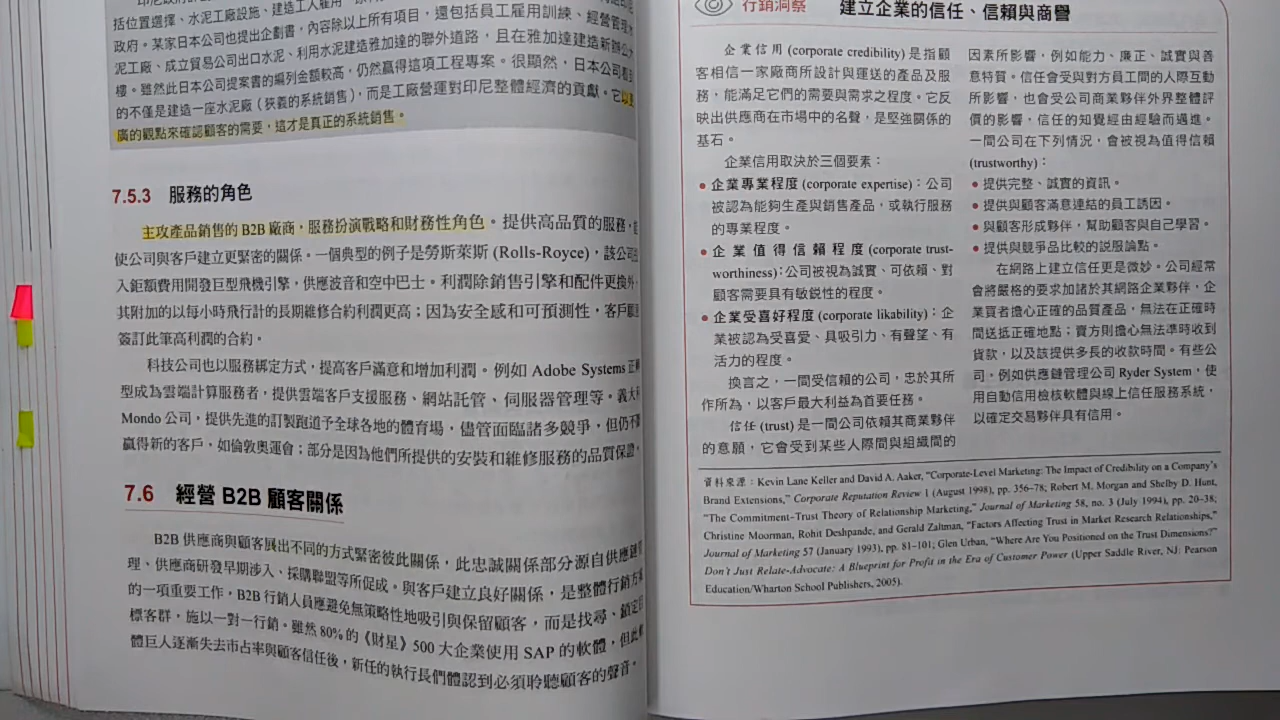 括位置選擇、水泥工廠設施、建造工人雇用
政府。某家日本公司也提出企劃書，內容除以上所有項目，還包括員工雇用訓練、經營管理
泥工廠、成立貿易公司出口水泥、利用水泥建造雅加達的聯外道路，且在雅加達建造新辦公
樓。雖然此日本公司提案書的編列金額較高，仍然贏得這項工程專案。很顯然，日本公司看
的不僅是建造一座水泥廠（狹義的系統銷售），而是工廠營運對印尼整體經濟的貢獻。它以更
廣的觀點來確認顧客的需要，這才是真正的系統銷售。
7.5.3 服務的角色
主攻產品銷售的 B2B 廠商，服務扮演戰略和財務性角色。提供高品質的服務，
使公司與客戶建立更緊密的關係。一個典型的例子是勞斯萊斯 (Rolls-Royce)，該公司
入鉅額費用開發巨型飛機引擎，供應波音和空中巴士。利潤除銷售引擎和配件更換外，
其附加的以每小時飛行計的長期維修合約利潤更高；因為安全感和可預測性，客戶
簽訂此筆高利潤的合約。
科技公司也以服務綁定方式，提高客戶滿意和增加利潤。例如 Adobe Systems
型成為雲端計算服務者，提供雲端客戶支援服務、網站託管、伺服器管理等。義大利
Mondo 公司，提供先進的訂製跑道予全球各地的體育場，儘管面臨諸多競爭，但仍不
贏得新的客戶，如倫敦奧運會；部分是因為他們所提供的安裝和維修服務的品質保證。
7.6 經營 B2B 顧客關係
B2B 供應商與顧客展出不同的方式緊密彼此關係，此忠誠關係部分源自供應鏈管
理、供應商研發早期涉入、採購聯盟等所促成。與客戶建立良好關係，是整體行銷方案
的一項重要工作，B2B 行銷人員應避免無策略性地吸引與保留顧客，而是找尋、鎖定目
標客群，施以一對一行銷。雖然 80% 的《財星》500 大企業使用 SAP 的軟體，但此軟
體巨人逐漸失去市占率與顧客信任後，新任的執行長們體認到必須聆聽顧客的聲音。
行銷洞察 建立企業的信任、信賴與商譽
企業信用 (corporate credibility) 是指顧
客相信一家廠商所設計與運送的產品及服
務，能滿足它們的需要與需求之程度。它反
映出供應商在市場中的名聲，是堅強關係的
基石。
企業信用取決於三個要素：
• 企業專業程度 (corporate expertise)：公司
被認為能夠生產與銷售產品，或執行服務
的專業程度。
• 企業值得信賴程度 (corporate trust-
worthiness)：公司被視為誠實、可依賴、對
顧客需要具有敏銳性的程度。
• 企業受喜好程度 (corporate likability)：企
業被認為受喜愛、具吸引力、有聲望、有
活力的程度。
換言之，一間受信賴的公司，忠於其所
作所為，以客戶最大利益為首要任務。
信任 (trust) 是一間公司依賴其商業夥伴
的意願，它會受到某些人際間與組織間的
因素所影響，例如能力、廉正、誠實與善
意特質。信任會受與對方員工間的人際互動
所影響，也會受公司商業夥伴外界整體評
價的影響，信任的知覺經由經驗而邁進。
一間公司在下列情況，會被視為值得信賴
(trustworthy)：
• 提供完整、誠實的資訊。
• 提供與顧客滿意連結的員工誘因。
• 與顧客形成夥伴，幫助顧客與自己學習。
• 提供與競爭品比較的說服論點。
在網路上建立信任更是微妙。公司經常
會將嚴格的要求加諸於其網路企業夥伴，企
業買者擔心正確的品質產品，無法在正確時
間送抵正確地點；賣方則擔心無法準時收到
貨款，以及該提供多長的收款時間。有些公
司，例如供應鏈管理公司 Ryder System，使
用自動信用檢核軟體與線上信任服務系統，
以確定交易夥伴具有信用。
資料來源：Kevin Lane Keller and David A. Aaker, “Corporate-Level Marketing: The Impact of Credibility on a Company’s
Brand Extensions,” Corporate Reputation Review 1 (August 1998), pp. 356–78; Robert M. Morgan and Shelby D. Hunt,
“The Commitment–Trust Theory of Relationship Marketing,” Journal of Marketing 58, no. 3 (July 1994), pp. 20–38;
Christine Moorman, Rohit Deshpande, and Gerald Zaltman, “Factors Affecting Trust in Market Research Relationships,”
Journal of Marketing 57 (January 1993), pp. 81–101; Glen Urban, “Where Are You Positioned on the Trust Dimensions?”
Don’t Just Relate-Advocate: A Blueprint for Profit in the Era of Customer Power (Upper Saddle River, NJ: Pearson
Education/Wharton School Publishers, 2005).